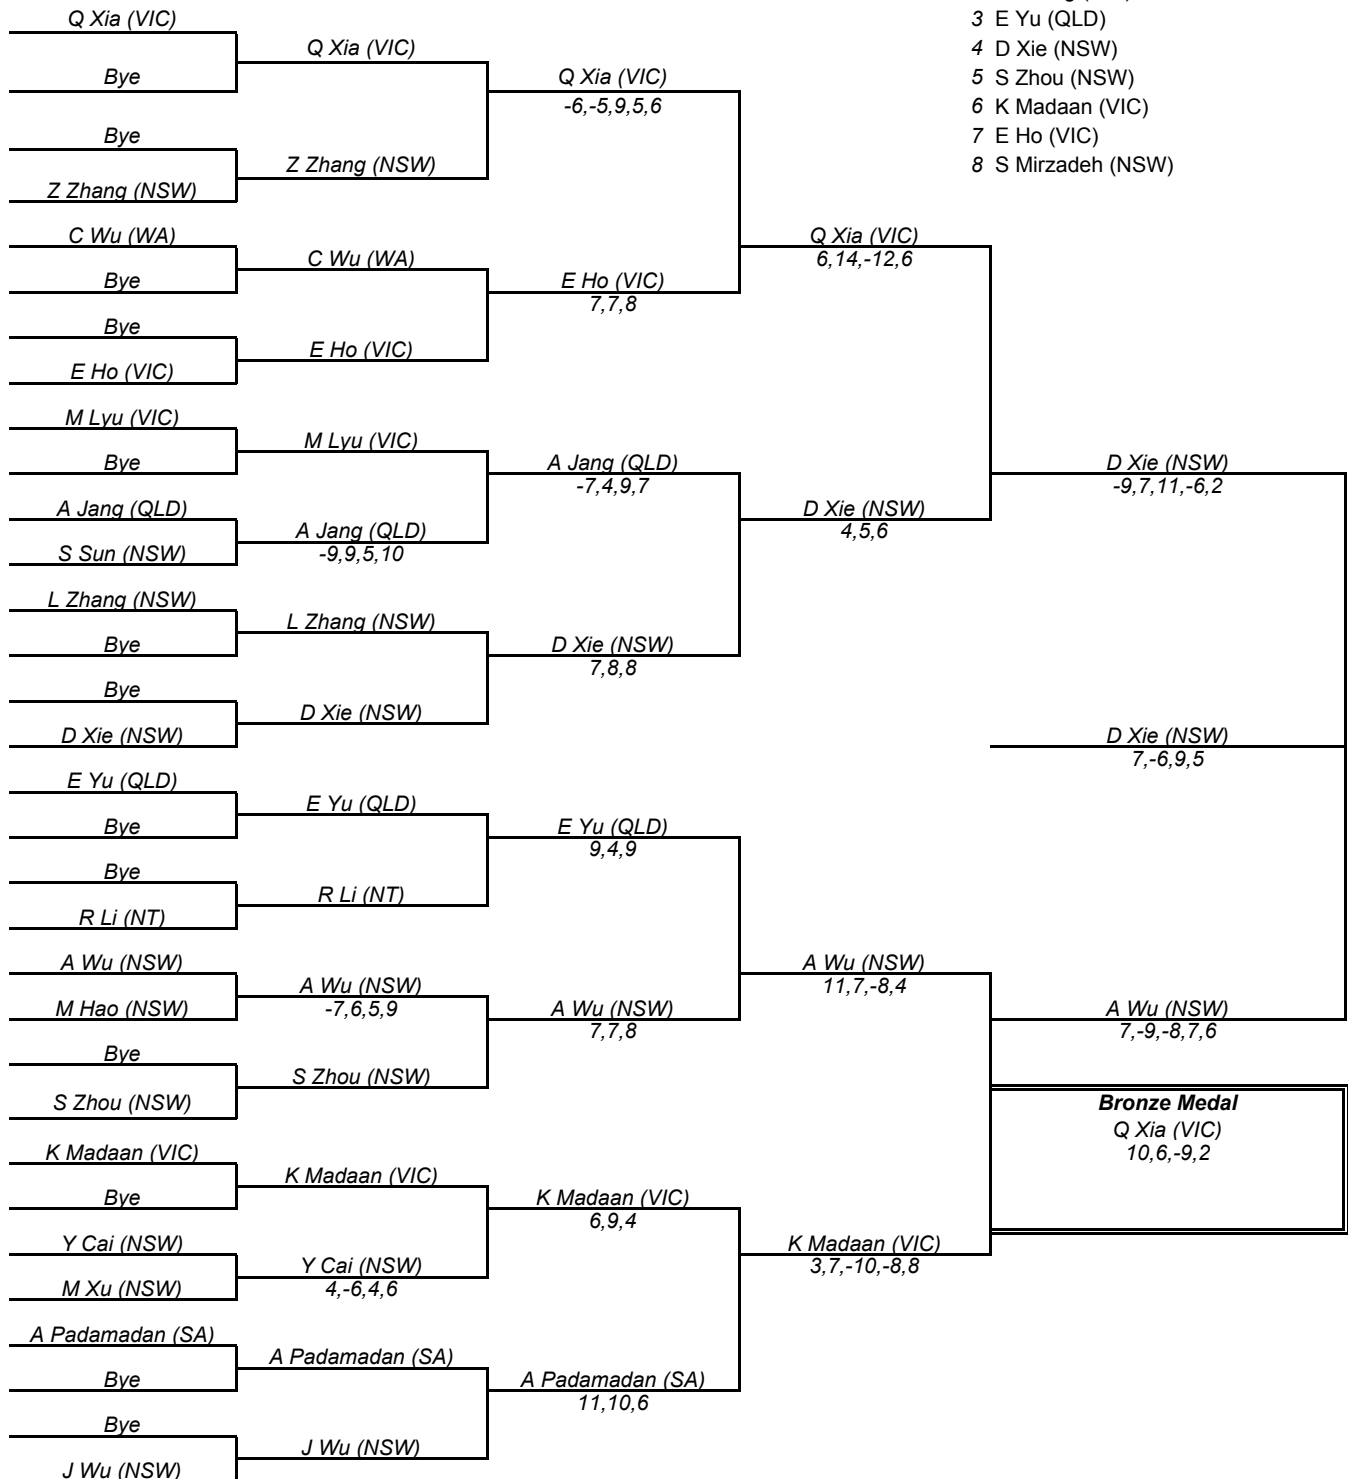 3 E Yu (QLD)
4 D Xie (NSW)
5 S Zhou (NSW)
6 K Madaan (VIC)
7 E Ho (VIC)
8 S Mirzadeh (NSW)
Q Xia (VIC)
Bye
Bye
Z Zhang (NSW)
C Wu (WA)
Bye
Bye
E Ho (VIC)
M Lyu (VIC)
Bye
A Jang (QLD)
S Sun (NSW)
L Zhang (NSW)
Bye
Bye
D Xie (NSW)
E Yu (QLD)
Bye
Bye
R Li (NT)
A Wu (NSW)
M Hao (NSW)
Bye
S Zhou (NSW)
K Madaan (VIC)
Bye
Y Cai (NSW)
M Xu (NSW)
A Padamadan (SA)
Bye
Bye
J Wu (NSW)
Q Xia (VIC)
Z Zhang (NSW)
C Wu (WA)
E Ho (VIC)
M Lyu (VIC)
A Jang (QLD)
-9,9,5,10
L Zhang (NSW)
D Xie (NSW)
E Yu (QLD)
R Li (NT)
A Wu (NSW)
-7,6,5,9
S Zhou (NSW)
K Madaan (VIC)
Y Cai (NSW)
4,-6,4,6
A Padamadan (SA)
J Wu (NSW)
Q Xia (VIC)
-6,-5,9,5,6
E Ho (VIC)
7,7,8
A Jang (QLD)
-7,4,9,7
D Xie (NSW)
7,8,8
E Yu (QLD)
9,4,9
A Wu (NSW)
7,7,8
K Madaan (VIC)
6,9,4
A Padamadan (SA)
11,10,6
Q Xia (VIC)
6,14,-12,6
D Xie (NSW)
4,5,6
A Wu (NSW)
11,7,-8,4
K Madaan (VIC)
3,7,-10,-8,8
D Xie (NSW)
-9,7,11,-6,2
D Xie (NSW)
7,-6,9,5
A Wu (NSW)
7,-9,-8,7,6
Bronze Medal
Q Xia (VIC)
10,6,-9,2